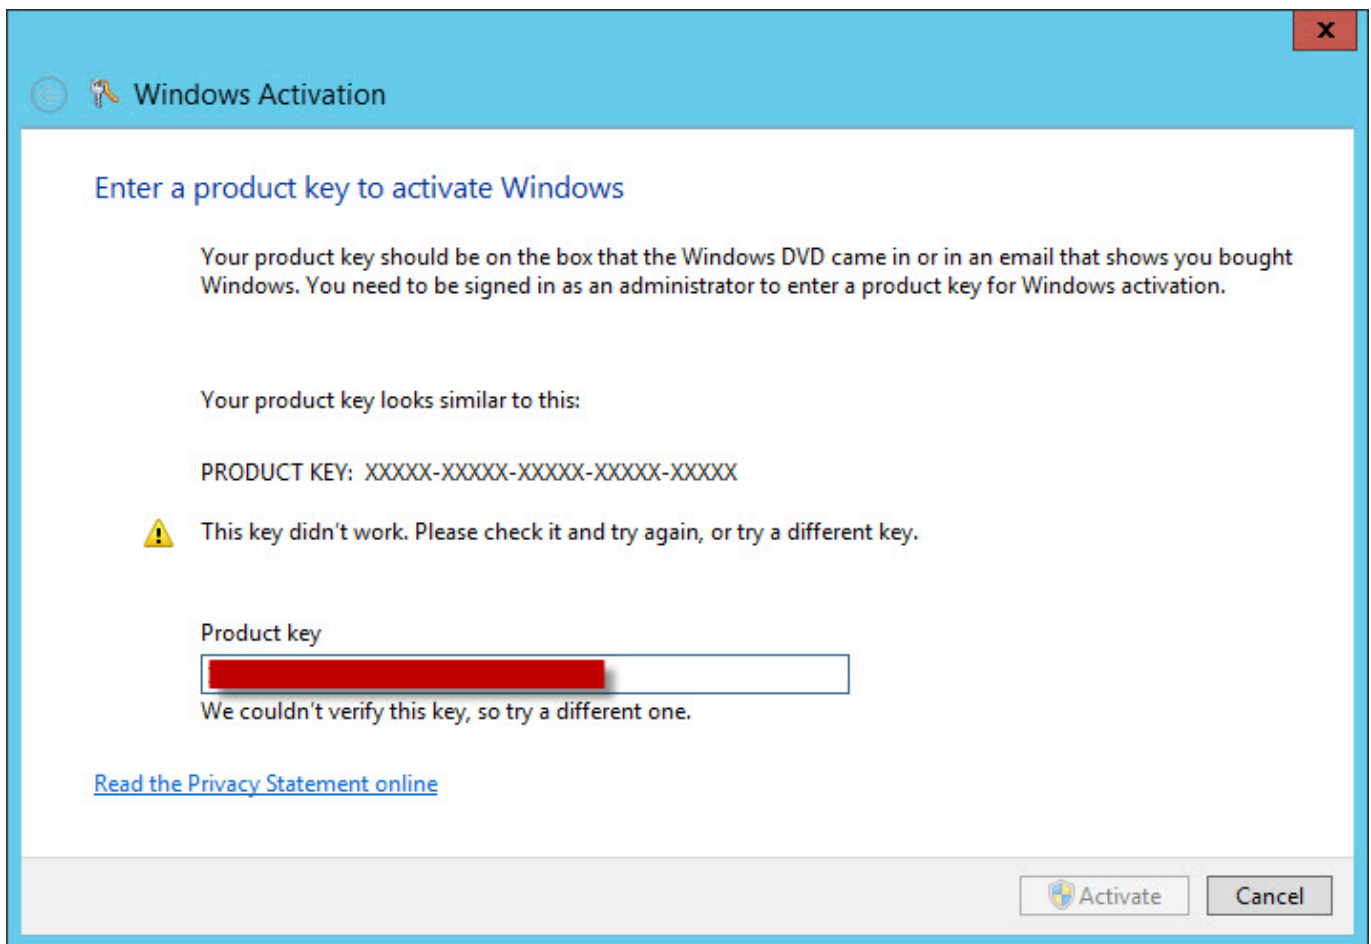 x
Windows Activation
Enter a product key to activate Windows
Your product key should be on the box that the Windows DVD came in or in an email that shows you bought
Windows. You need to be signed in as an administrator to enter a product key for Windows activation.
Your product key looks similar to this:
PRODUCT KEY: XXXXX-XXXXX-XXXXX-XXXXX-XXXXX
This key didn't work. Please check it and try again, or try a different key.
Product key
We couldn't verify this key, so try a different one.
Read the Privacy Statement online
Activate Cancel